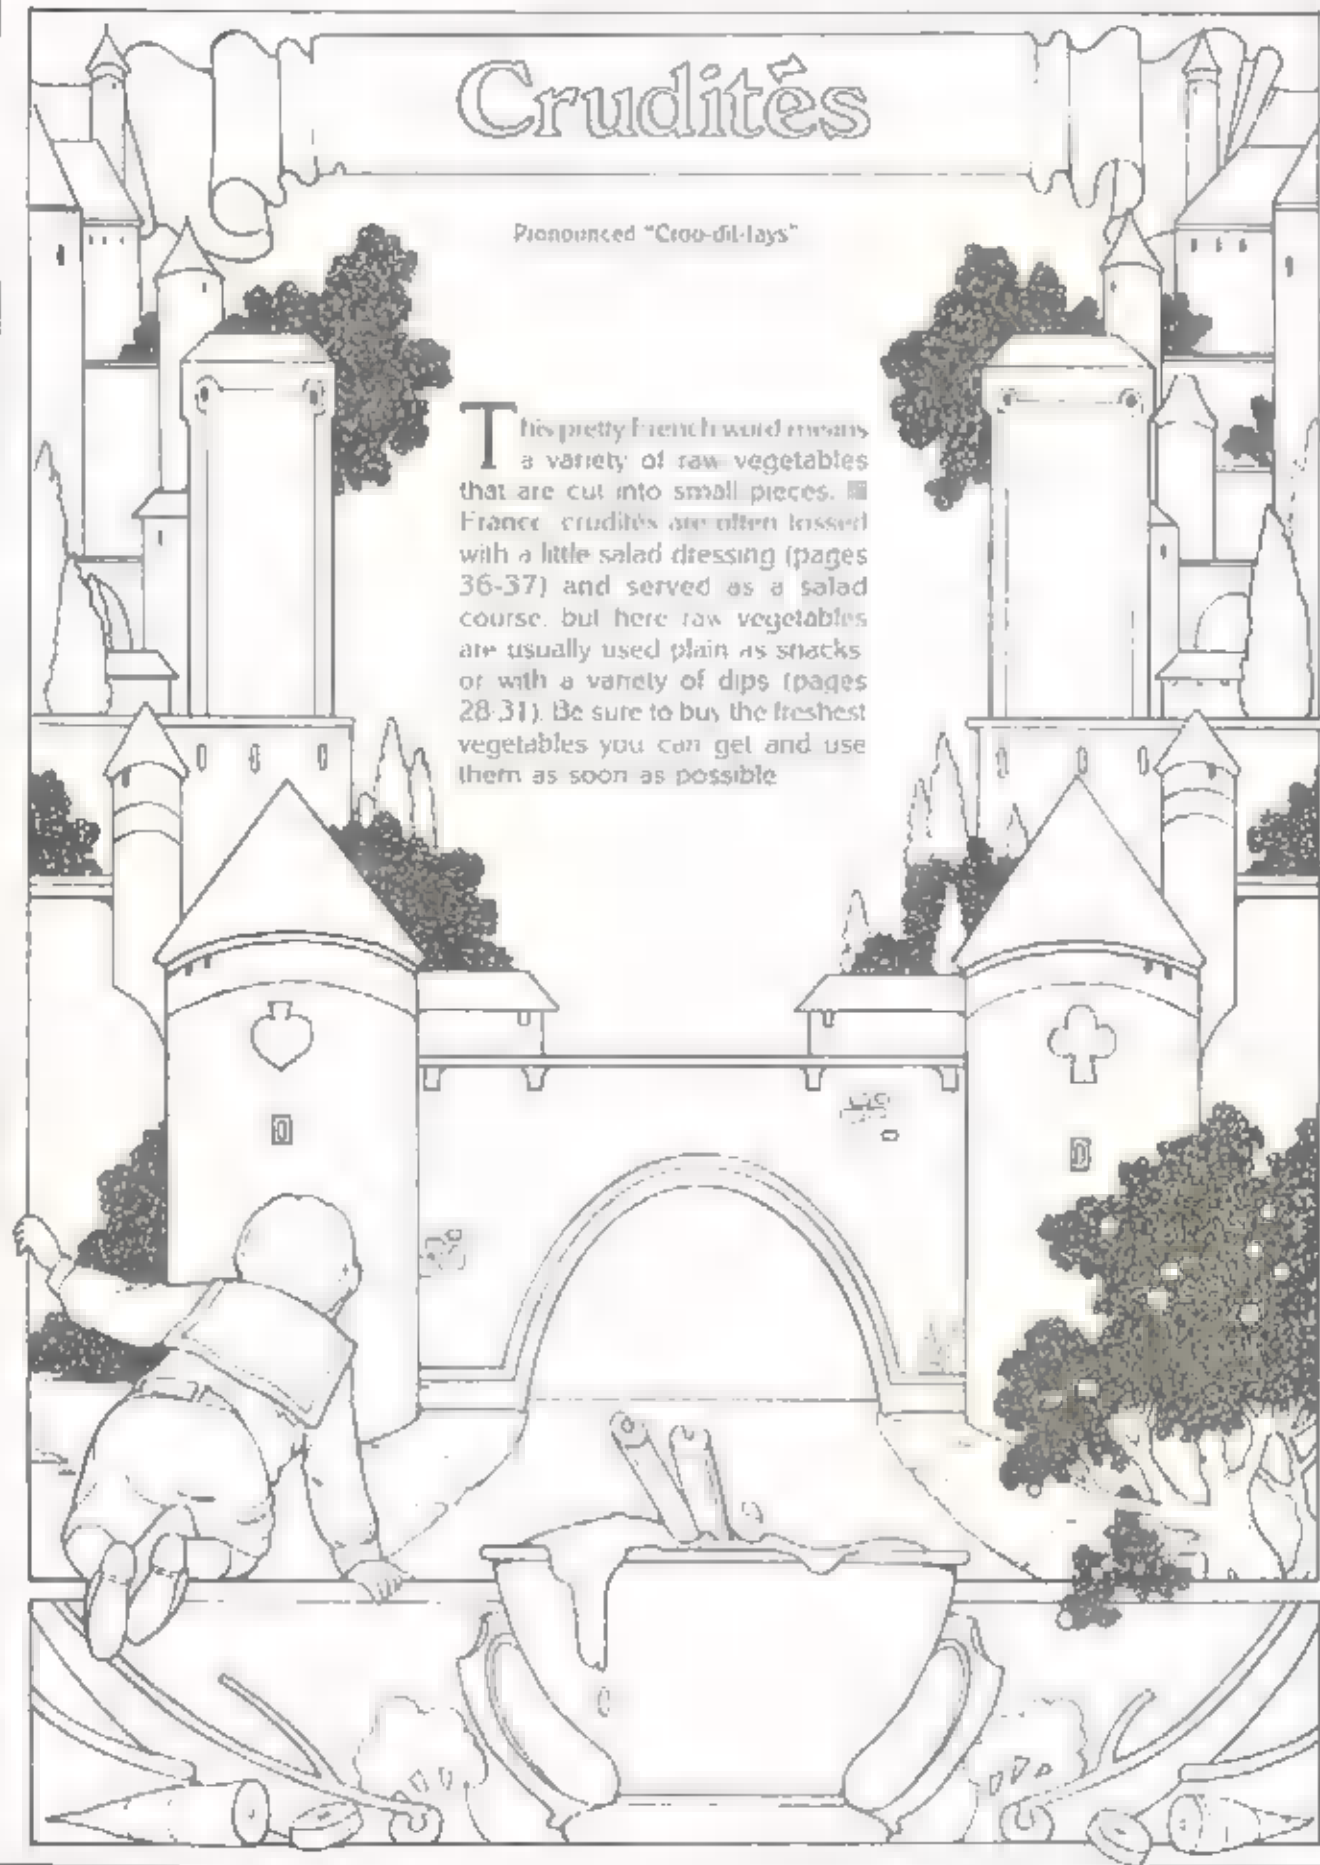 Crudités
Pronounced "Croo-dit-tays"
This pretty French word means
a variety of raw vegetables
that are cut into small pieces.
France, crudités are often tossed
with a little salad dressing (pages
36-37) and served as a salad
course, but here raw vegetables
are usually used plain as snacks
or with a variety of dips (pages
28-31). Be sure to buy the freshest
vegetables you can get and use
them as soon as possible